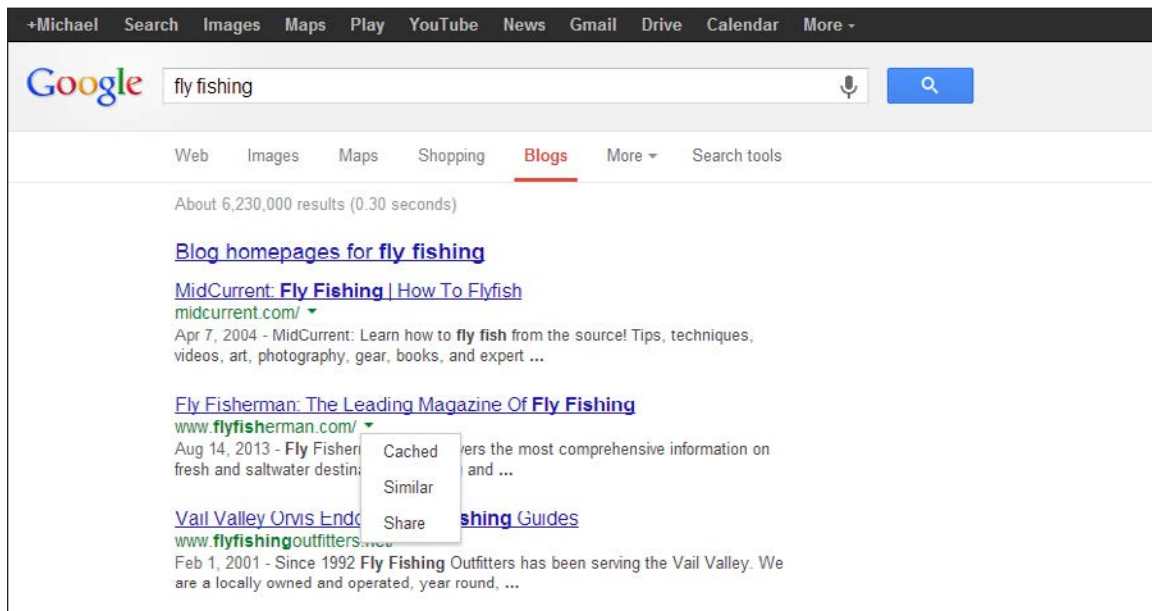 +Michael Search Images Maps Play YouTube News Gmail Drive Calendar More
Google fly fishing
Web Images Maps Shopping Blogs More Search tools
About 6,230,000 results (0.30 seconds)
Blog homepages for fly fishing
MidCurrent: Fly Fishing | How To Flyfish
midcurrent.com/
Apr 7, 2004 - MidCurrent: Learn how to fly fish from the source! Tips, techniques,
videos, art, photography, gear, books, and expert ...
Fly Fisherman: The Leading Magazine Of Fly Fishing
www.flyfisherman.com/
Aug 14, 2013 - Fly the most comprehensive information on
fresh and saltwater and ...
Cached
Similar
Share
Vail Valley Orvis Guides
www.flyfishingoutfitters.net/
Feb 1, 2001 - Since 1992 Fly Fishing Outfitters has been serving the Vail Valley. We
are a locally owned and operated, year round, ...